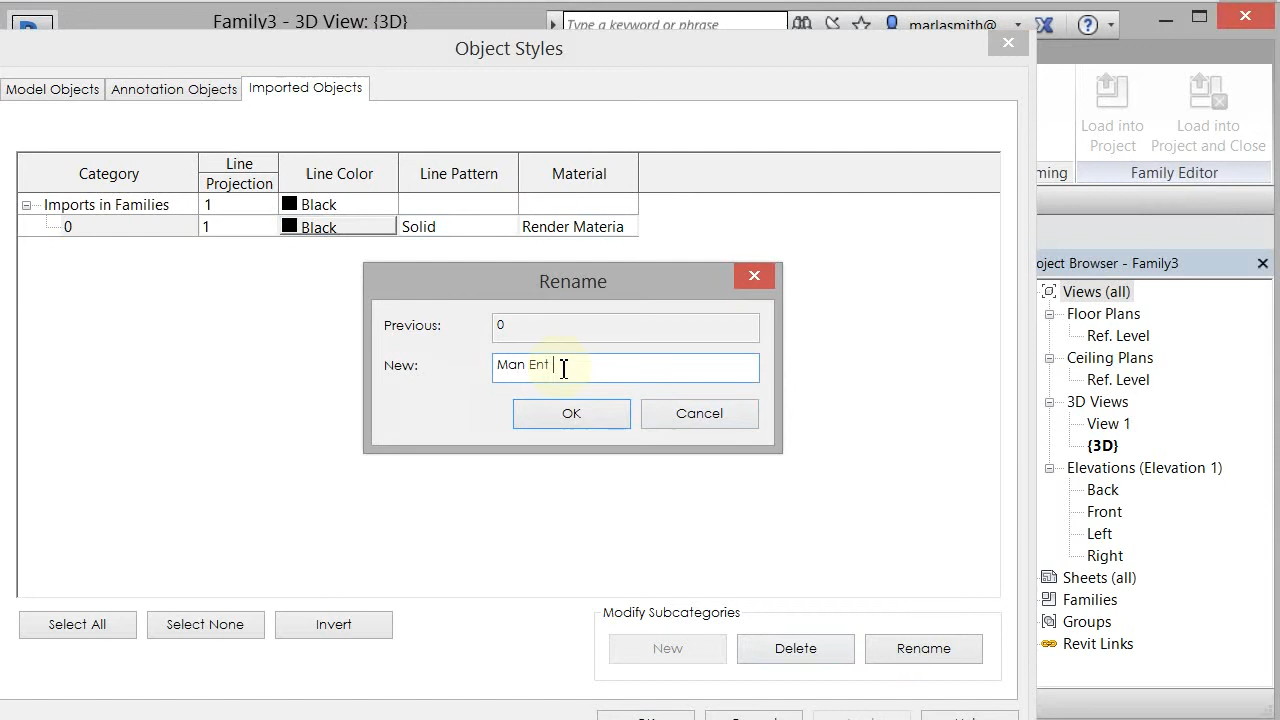 Family3 - 3D View: {3D}
Type a keyword or phrase
marlasmith@
Object Styles
Model Objects
Annotation Objects
Imported Objects
Category
Line
Projection
Line Color
Line Pattern
Material
Imports in Families
1
Black
0
1
Black
Solid
Render Materia
Rename
Previous:
0
New:
Man Ent
OK
Cancel
Select All
Select None
Invert
Modify Subcategories
New
Delete
Rename
Load into
Project
Load into
Project and Close
ming
Family Editor
oject Browser - Family3
Views (all)
Floor Plans
Ref. Level
Ceiling Plans
Ref. Level
3D Views
View 1
{3D}
Elevations (Elevation 1)
Back
Front
Left
Right
Sheets (all)
Families
Groups
Revit Links